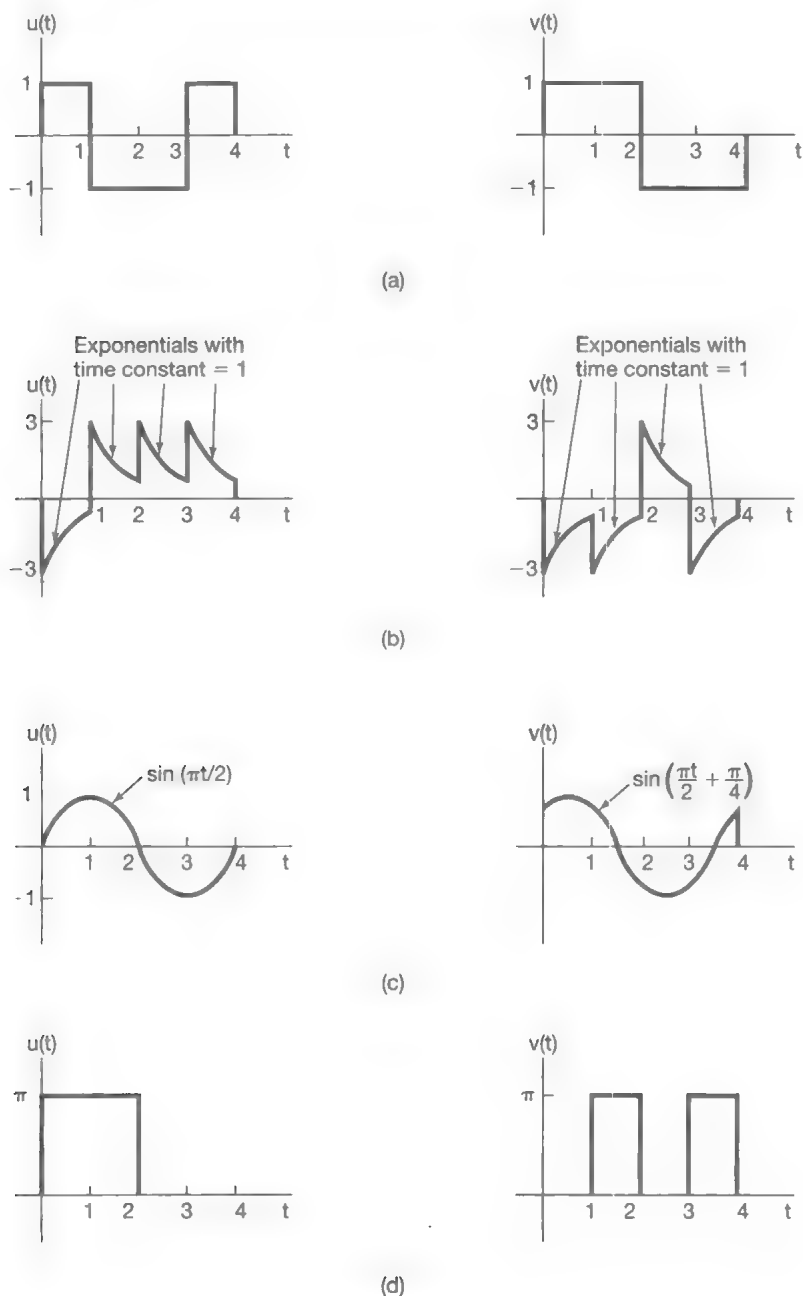 u(t) v(t)
1 1
1 2 3 4 t 1 2 3 4 t
−1 −1
(a)
Exponentials with Exponentials with
u(t) time constant = 1 v(t) time constant = 1
3 3
1 2 3 4 t 1 2 3 4 t
−3 −3
(b)
u(t) v(t)
sin (πt/2) sin (πt/2 + π/4)
1
1 2 3 4 t 1 2 3 4 t
-1
(c)
u(t) v(t)
π π
1 2 3 4 t 1 2 3 4 t
(d)